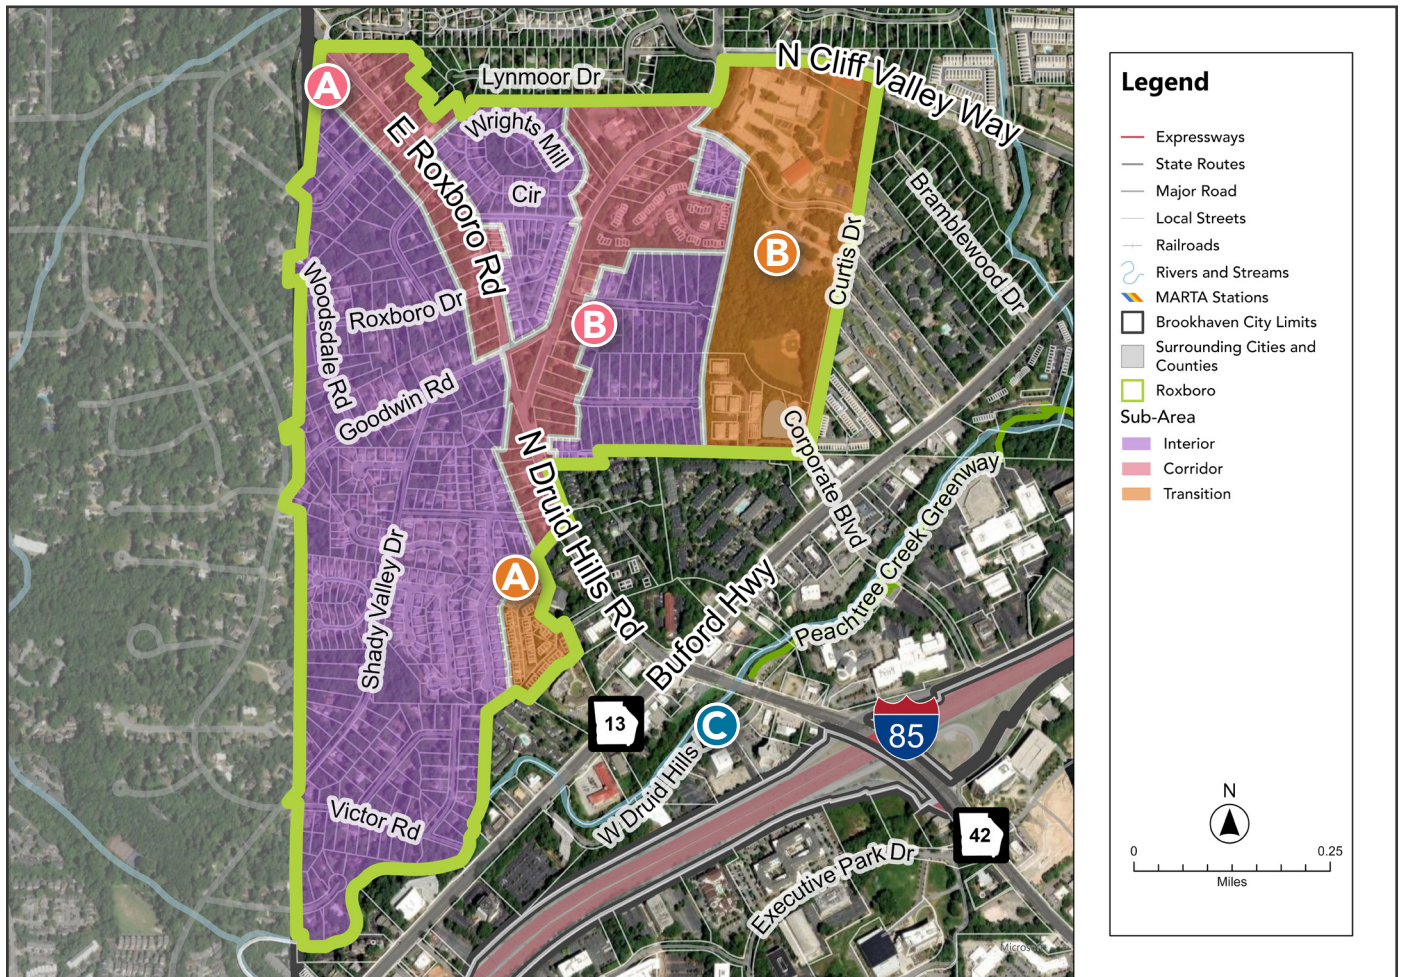 Lynmoor Dr
N Cliff Valley Way
A
Wrights Mill
Cir
E Roxboro Rd
Bramblewood Dr
B
Curtis Dr
Woodsdale Rd
Roxboro Dr
B
Goodwin Rd
N Druid Hills Rd
Corporate Blvd
Peachtree Creek Greenway
Shady Valley Dr
A
Buford Hwy
13
C
85
W Druid Hills
Victor Rd
42
Executive Park Dr
Legend
Expressways
State Routes
Major Road
Local Streets
Railroads
Rivers and Streams
MARTA Stations
Brookhaven City Limits
Surrounding Cities and
Counties
Roxboro
Sub-Area
Interior
Corridor
Transition
N
0 0.25
Miles